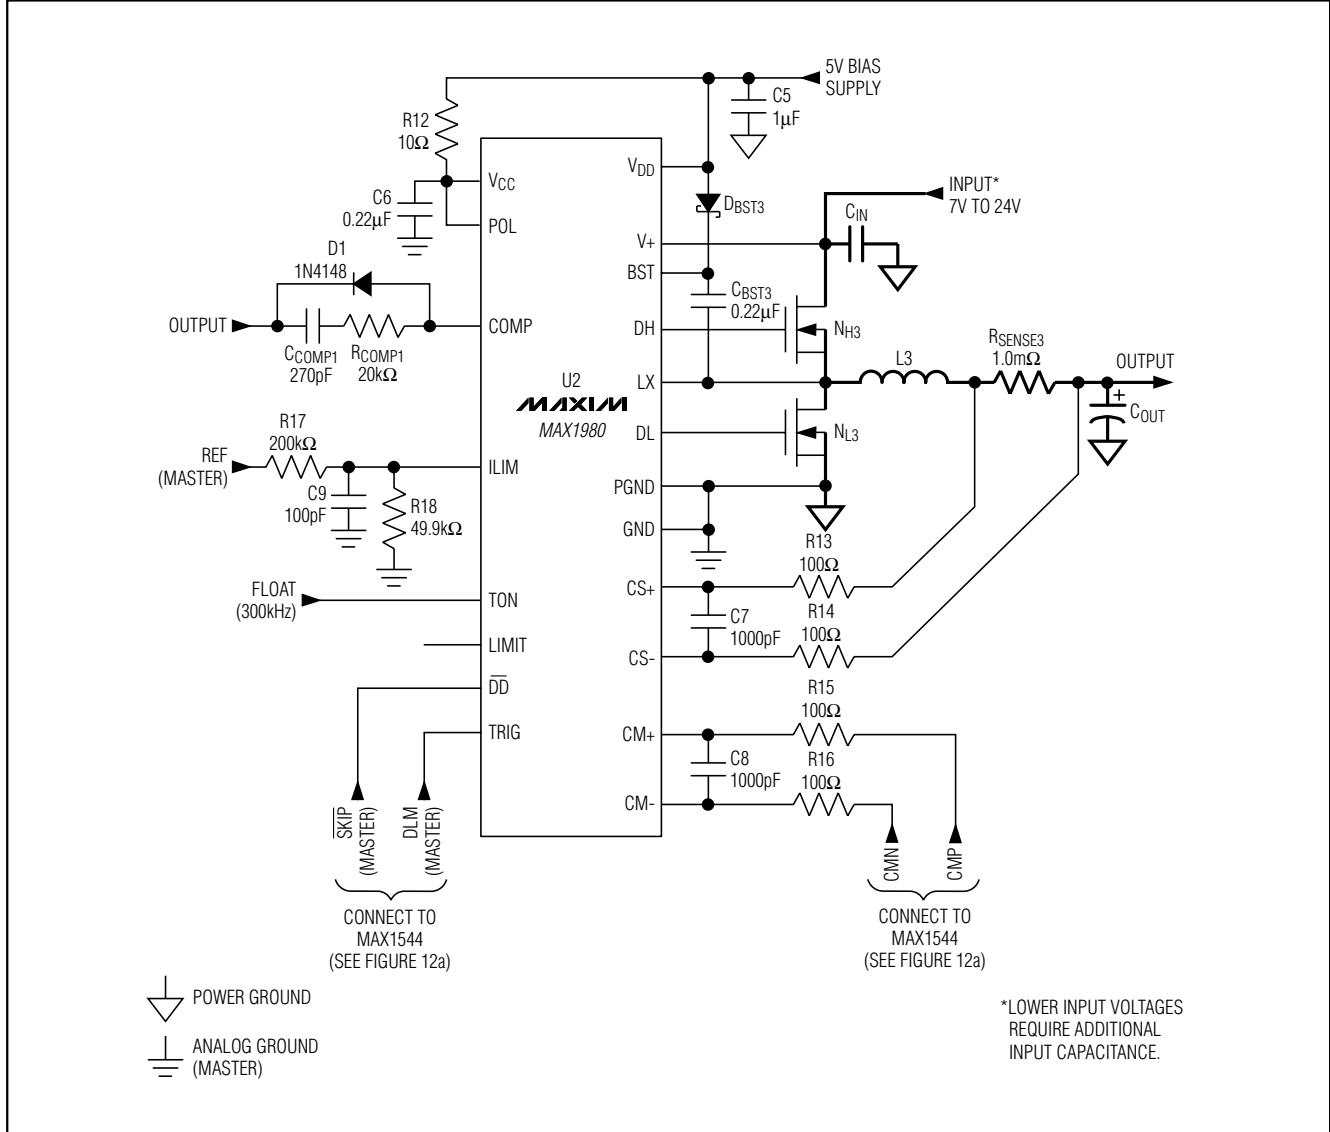 5V BIAS
SUPPLY
C5
1µF
R12
10Ω
VDD
VCC
C6
0.22µF
POL
DBST3
INPUT*
7V TO 24V
CIN
V+
BST
D1
1N4148
CBST3
0.22µF
OUTPUT
COMP
DH
NH3
CCOMP1
270pF
RCOMP1
20kΩ
RSENSE3
1.0mΩ
L3
OUTPUT
LX
U2
MAXIM
MAX1980
+
COUT
DL
NL3
R17
200kΩ
REF
(MASTER)
ILIM
C9
100pF
R18
49.9kΩ
PGND
GND
R13
100Ω
CS+
FLOAT
(300kHz)
TON
C7
1000pF
R14
100Ω
LIMIT
CS-
DD
R15
100Ω
TRIG
CM+
C8
1000pF
R16
100Ω
CM-
SKIP
(MASTER)
DLM
(MASTER)
CMN
CMP
CONNECT TO
MAX1544
(SEE FIGURE 12a)
CONNECT TO
MAX1544
(SEE FIGURE 12a)
POWER GROUND
ANALOG GROUND
(MASTER)
*LOWER INPUT VOLTAGES
REQUIRE ADDITIONAL
INPUT CAPACITANCE.